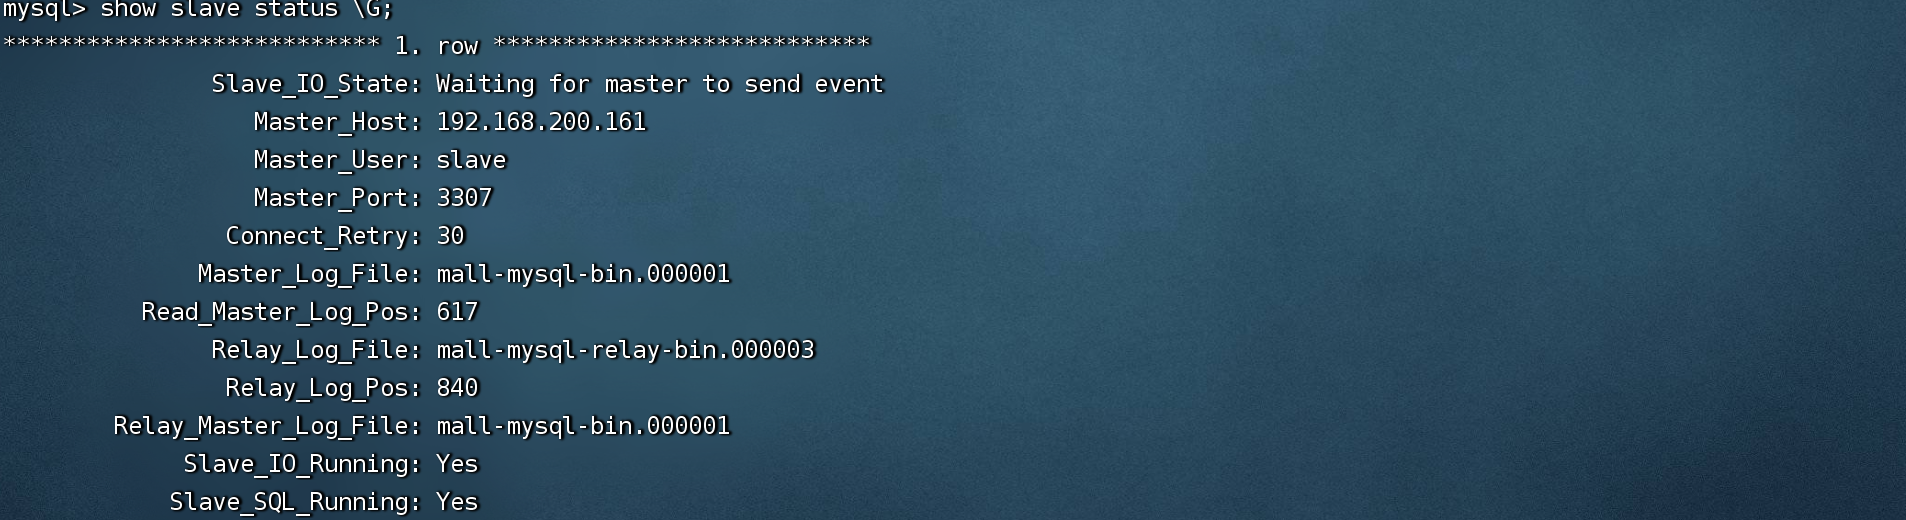 mysql> show slave status \G;
*************************** 1. row ***************************
Slave_IO_State: Waiting for master to send event
Master_Host: 192.168.200.161
Master_User: slave
Master_Port: 3307
Connect_Retry: 30
Master_Log_File: mall-mysql-bin.000001
Read_Master_Log_Pos: 617
Relay_Log_File: mall-mysql-relay-bin.000003
Relay_Log_Pos: 840
Relay_Master_Log_File: mall-mysql-bin.000001
Slave_IO_Running: Yes
Slave_SQL_Running: Yes